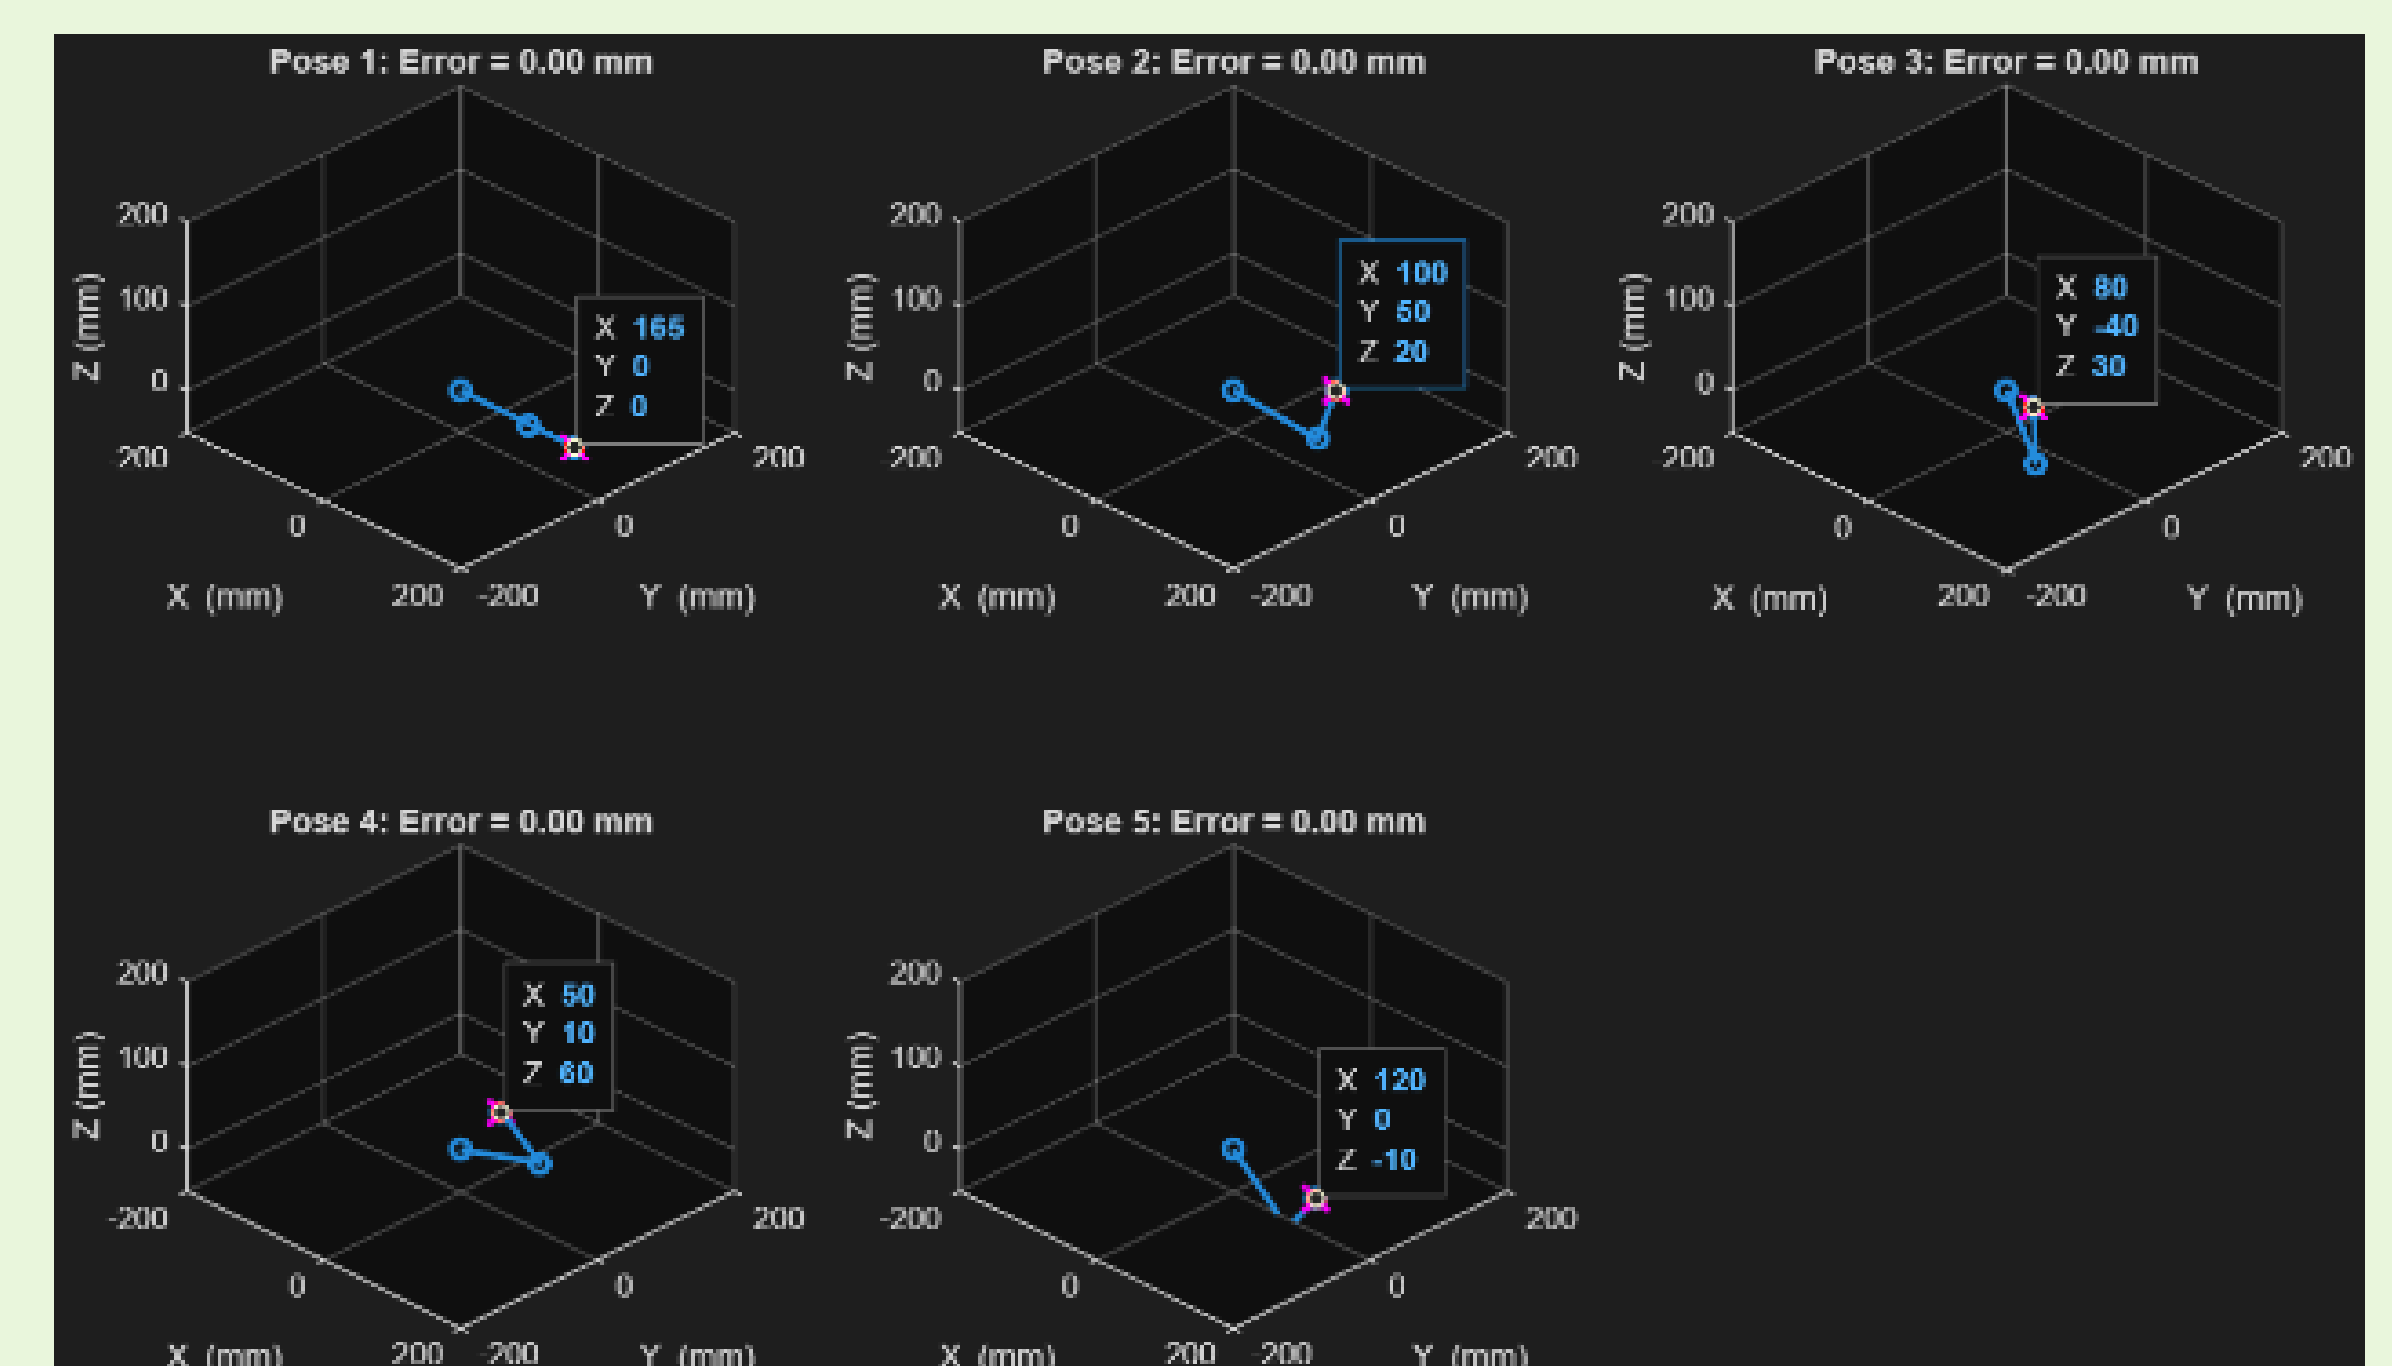 Pose 1: Error = 0.00 mm
Z (mm)
200
100
0
-200
0
200
X (mm)
-200
0
200
Y (mm)
X 165
Y 0
Z 0
Pose 2: Error = 0.00 mm
Z (mm)
200
100
0
-200
0
200
X (mm)
-200
0
200
Y (mm)
X 100
Y 50
Z 20
Pose 3: Error = 0.00 mm
Z (mm)
200
100
0
-200
0
200
X (mm)
-200
0
200
Y (mm)
X 80
Y -40
Z 30
Pose 4: Error = 0.00 mm
Z (mm)
200
100
0
-200
0
200
X (mm)
-200
0
200
Y (mm)
X 50
Y 10
Z 60
Pose 5: Error = 0.00 mm
Z (mm)
200
100
0
-200
0
200
X (mm)
-200
0
200
Y (mm)
X 120
Y 0
Z -10